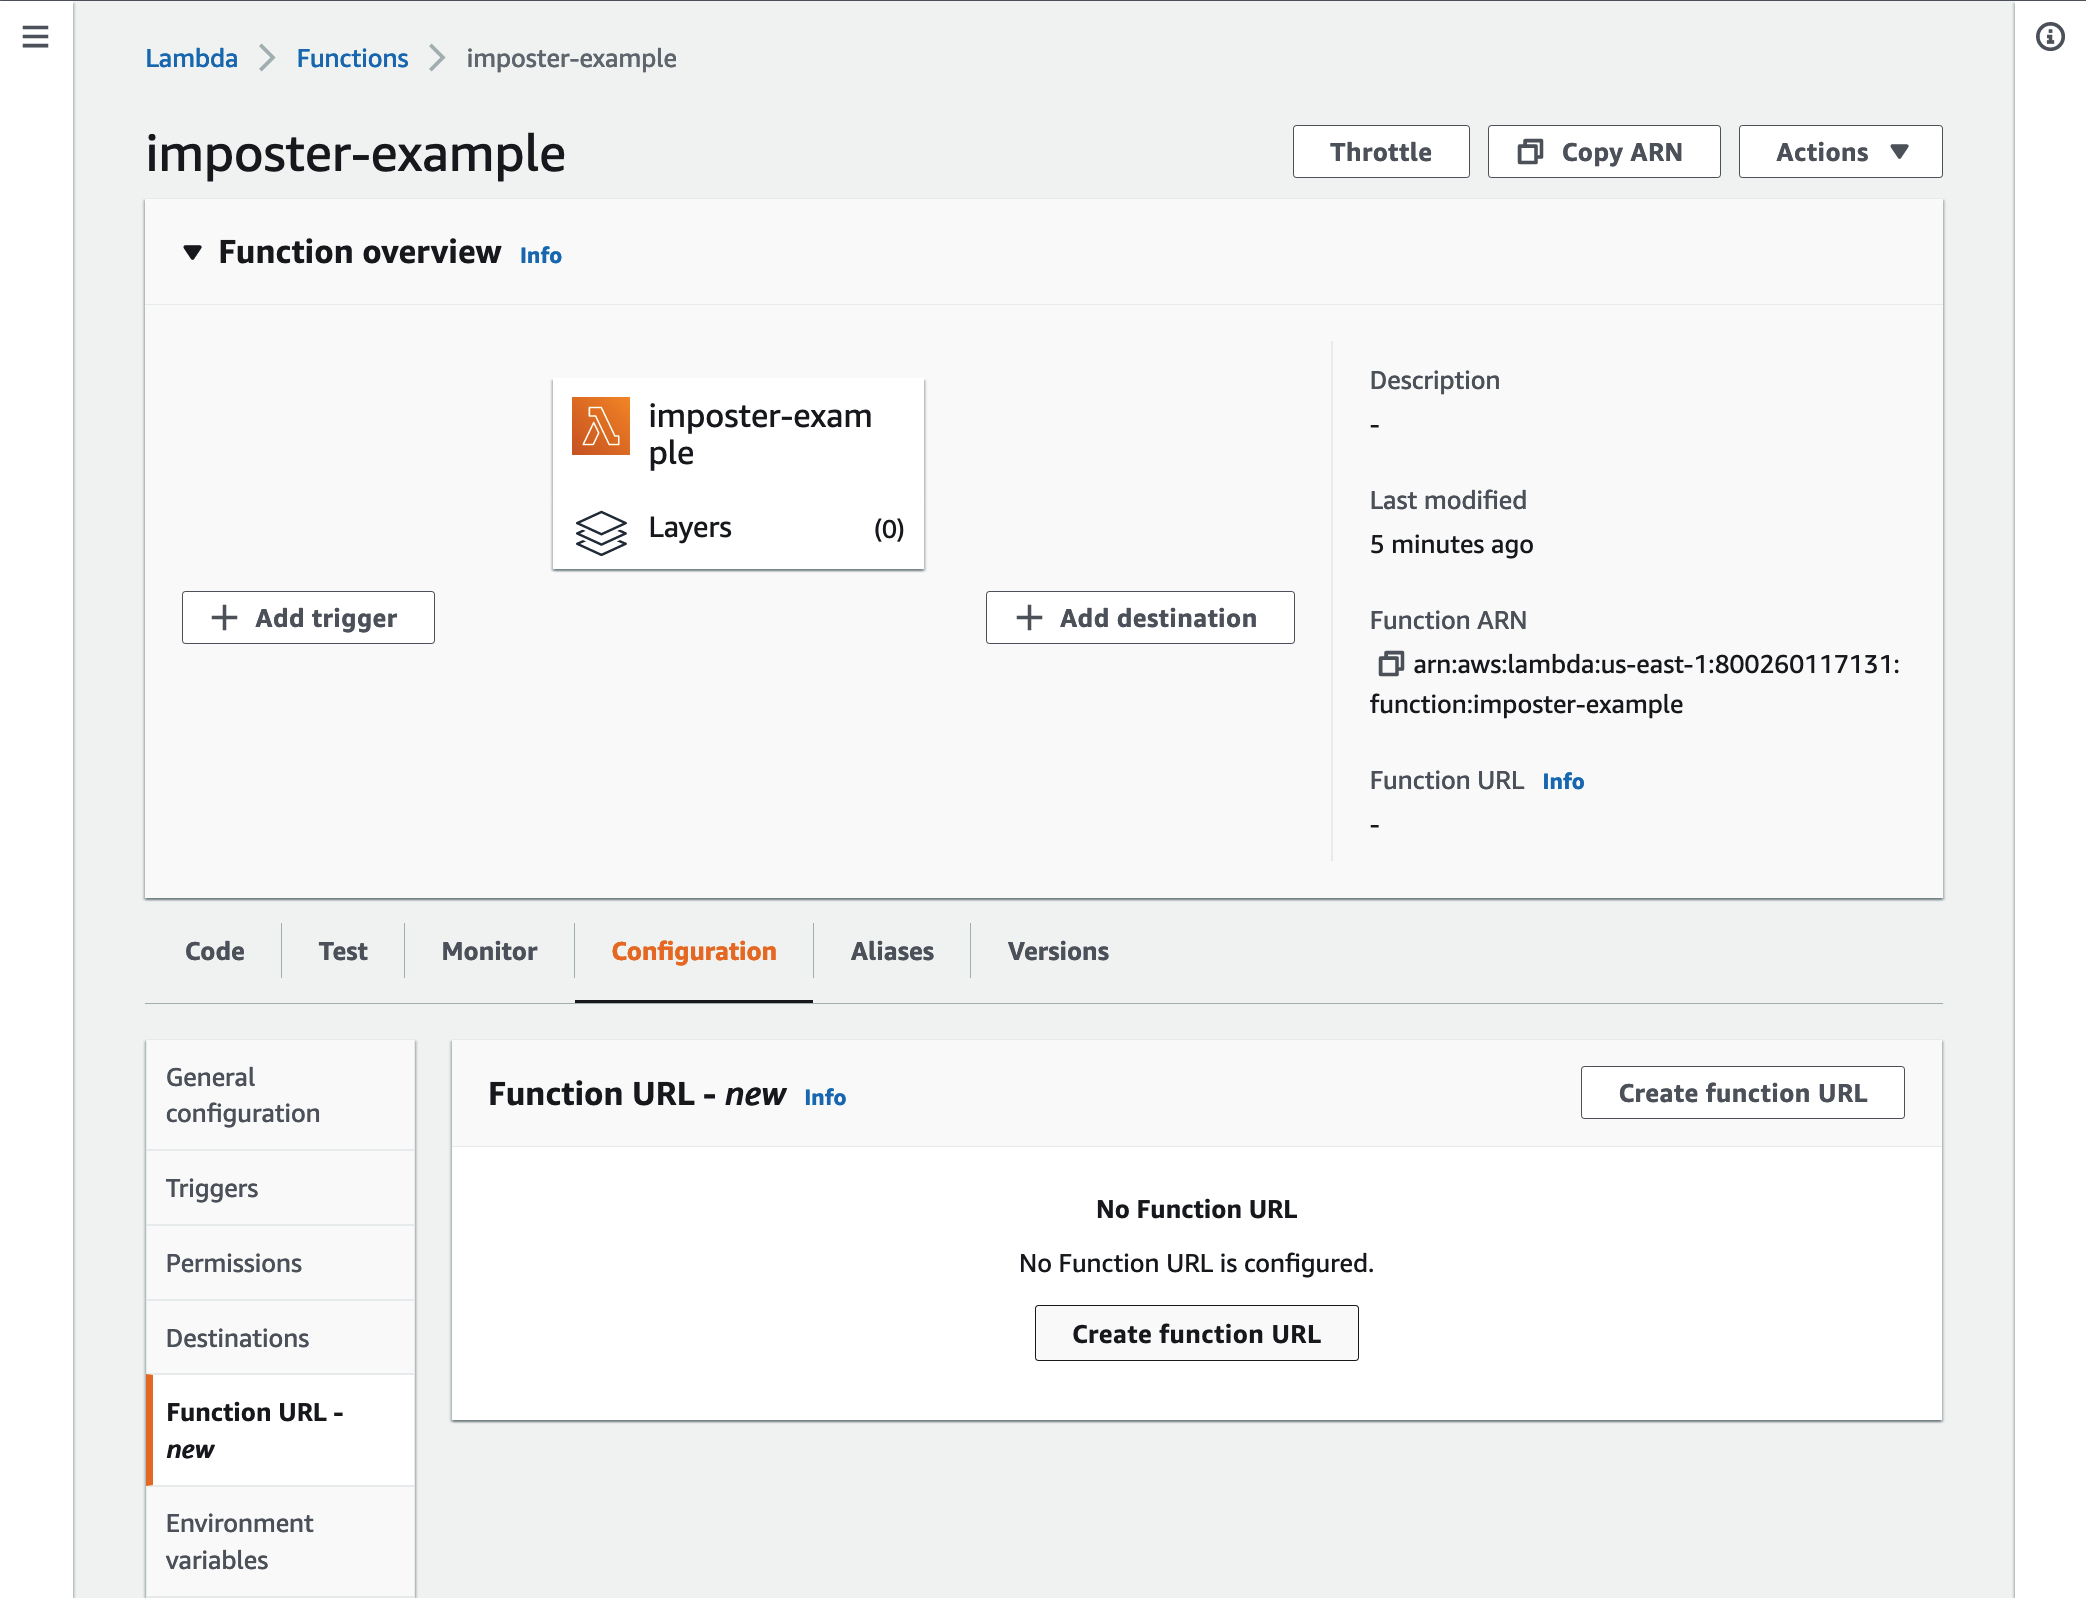 Lambda > Functions > imposter-example
imposter-example
Throttle
Copy ARN
Actions
Function overview Info
imposter-exam
ple
Layers (0)
Add trigger
Add destination
Description
-
Last modified
5 minutes ago
Function ARN
arn:aws:lambda:us-east-1:800260117131:
function:imposter-example
Function URL Info
-
Code
Test
Monitor
Configuration
Aliases
Versions
General
configuration
Triggers
Permissions
Destinations
Function URL -
new
Environment
variables
Function URL - new Info
Create function URL
No Function URL
No Function URL is configured.
Create function URL